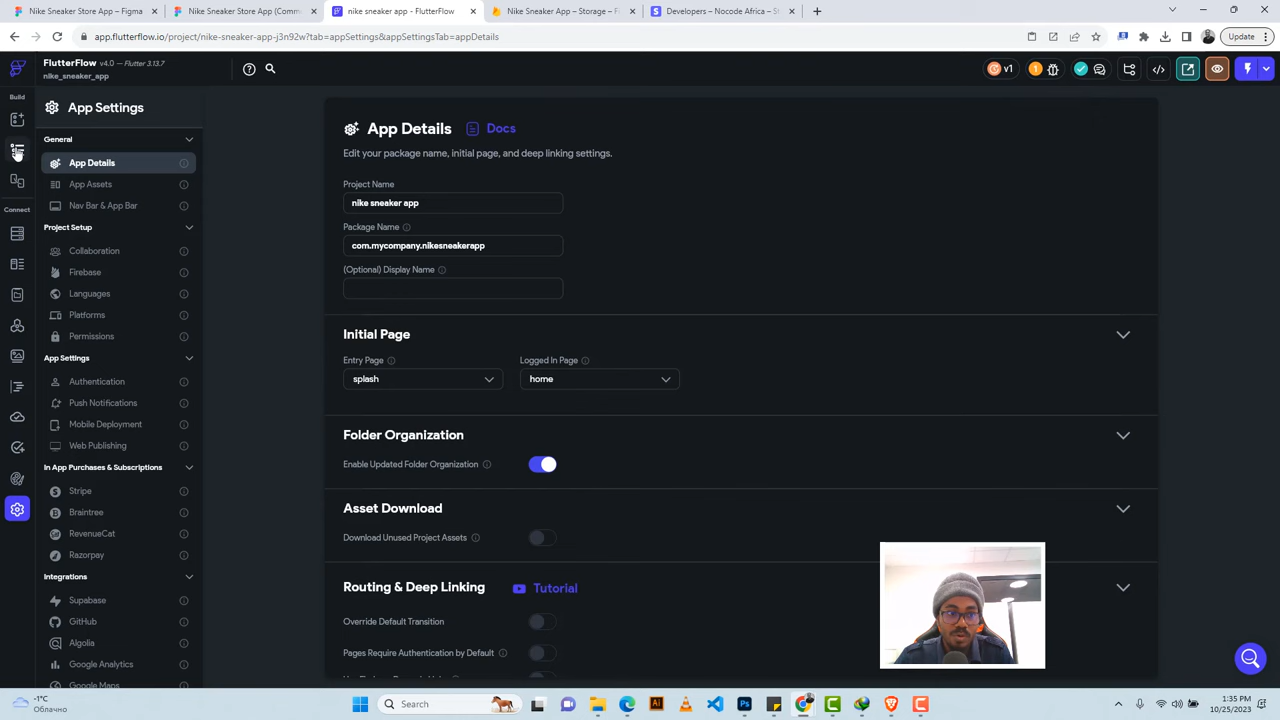 Nike Sneaker Store App – Figma
Nike Sneaker Store App (Comm
nike sneaker app - FlutterFlow
Nike Sneaker App – Storage – F
Developers – Nocode Africa – St
app.flutterflow.io/project/nike-sneaker-app-j3n92w?tab=appSettings&appSettingsTab=appDetails
Update
FlutterFlow v4.0 — Flutter 3.13.7
nike_sneaker_app
v1
1
Build
Connect
App Settings
General
App Details
App Assets
Nav Bar & App Bar
Project Setup
Collaboration
Firebase
Languages
Platforms
Permissions
App Settings
Authentication
Push Notifications
Mobile Deployment
Web Publishing
In App Purchases & Subscriptions
Stripe
Braintree
RevenueCat
Razorpay
Integrations
Supabase
GitHub
Algolia
Google Analytics
Google Maps
App Details
Docs
Edit your package name, initial page, and deep linking settings.
Project Name
nike sneaker app
Package Name
com.mycompany.nikesneakerapp
(Optional) Display Name
Initial Page
Entry Page
Logged In Page
splash
home
Folder Organization
Enable Updated Folder Organization
Asset Download
Download Unused Project Assets
Routing & Deep Linking
Tutorial
Override Default Transition
Pages Require Authentication by Default
-1°C
Облачно
Search
1:35 PM
10/25/2023